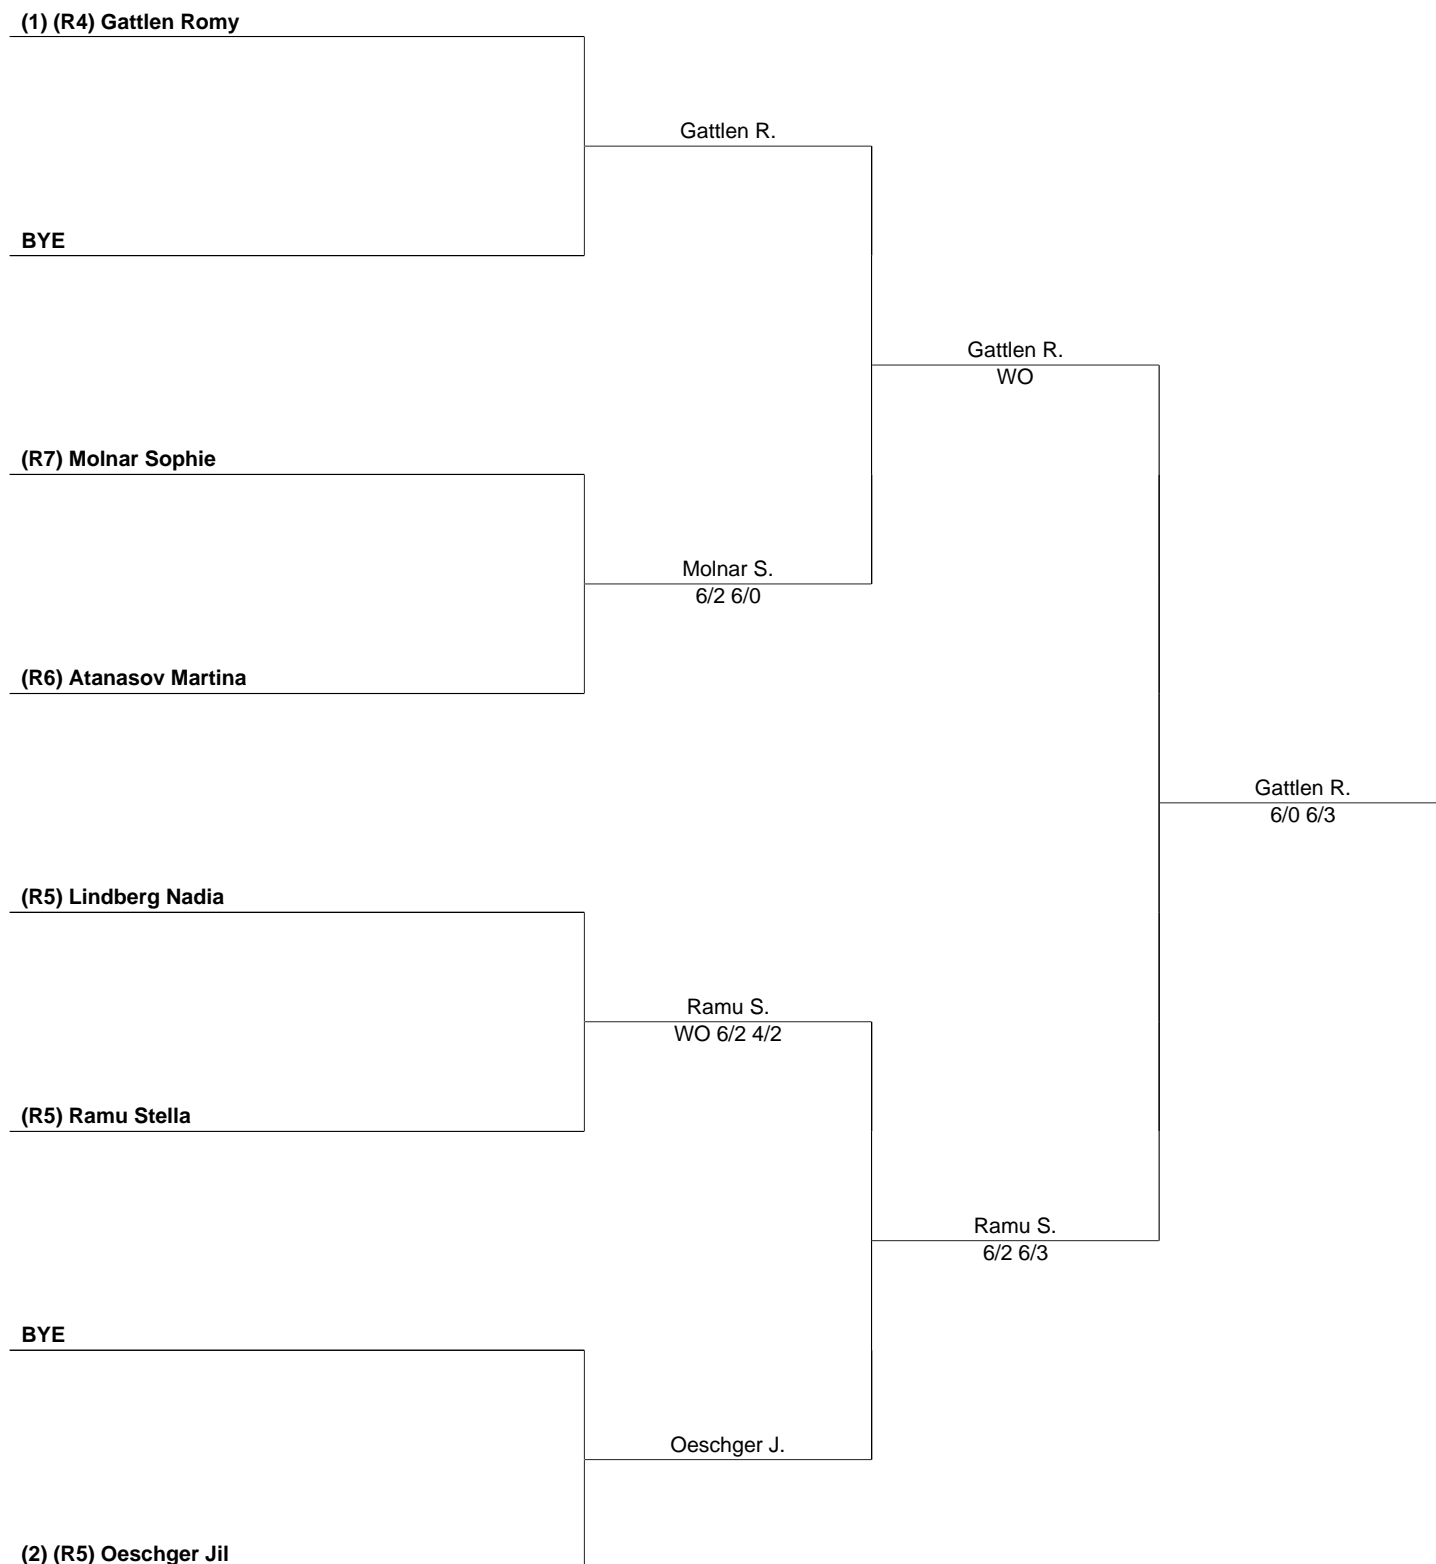 (1) (R4) Gattlen Romy
Gattlen R.
BYE
Gattlen R.
WO
(R7) Molnar Sophie
Molnar S.
6/2 6/0
(R6) Atanasov Martina
Gattlen R.
6/0 6/3
(R5) Lindberg Nadia
Ramu S.
WO 6/2 4/2
(R5) Ramu Stella
Ramu S.
6/2 6/3
BYE
Oeschger J.
(2) (R5) Oeschger Jil